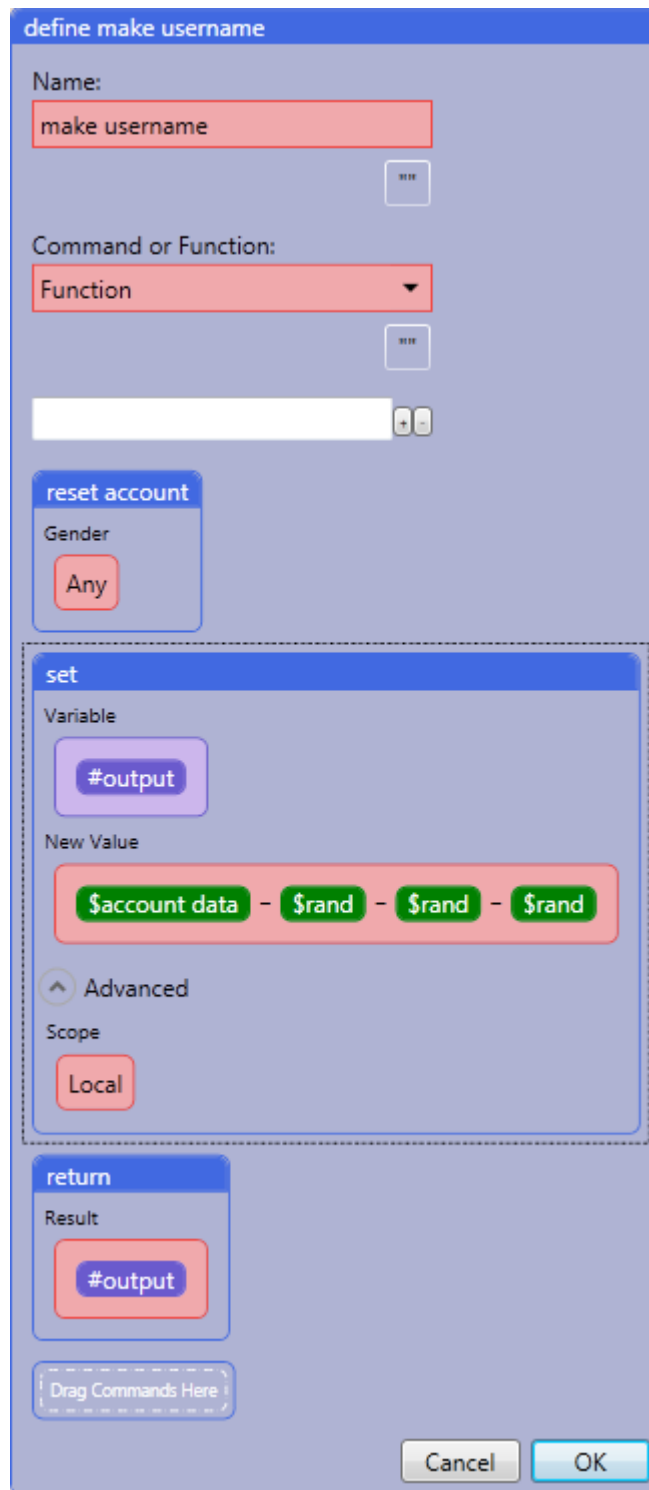 define make username
Name:
make username
""
Command or Function:
Function
""
+ -
reset account
Gender
Any
set
Variable
#output
New Value
$account data - $rand - $rand - $rand
Advanced
Scope
Local
return
Result
#output
Drag Commands Here
Cancel OK